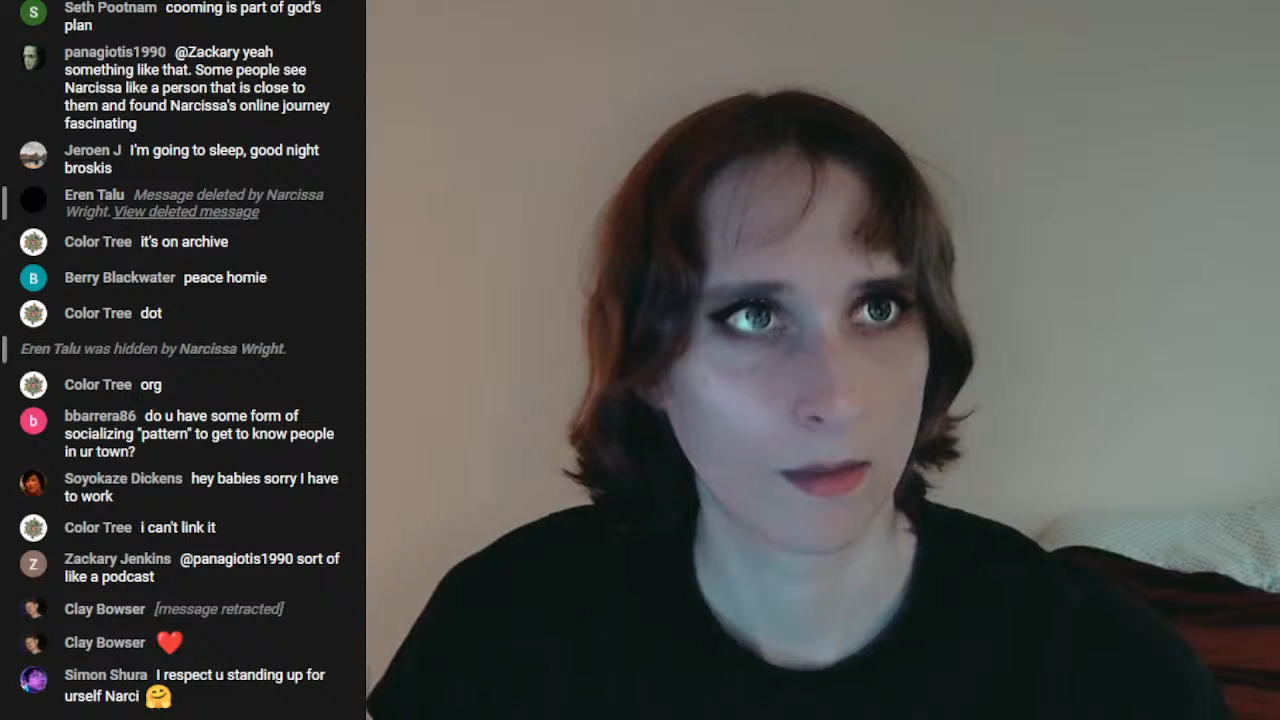 S Seth Pootnam cooming is part of god's
plan
panagiotis1990 @Zackary yeah
something like that. Some people see
Narcissa like a person that is close to
them and found Narcissa's online journey
fascinating
Jeroen J I'm going to sleep, good night
broskis
Eren Talu Message deleted by Narcissa
Wright. View deleted message
Color Tree it's on archive
B Berry Blackwater peace homie
Color Tree dot
Eren Talu was hidden by Narcissa Wright.
Color Tree org
b bbarrera86 do u have some form of
socializing "pattern" to get to know people
in ur town?
Soyokaze Dickens hey babies sorry I have
to work
Color Tree i can't link it
Z Zackary Jenkins @panagiotis1990 sort of
like a podcast
Clay Bowser [message retracted]
Clay Bowser ❤️
Simon Shura I respect u standing up for
urself Narci 🤗